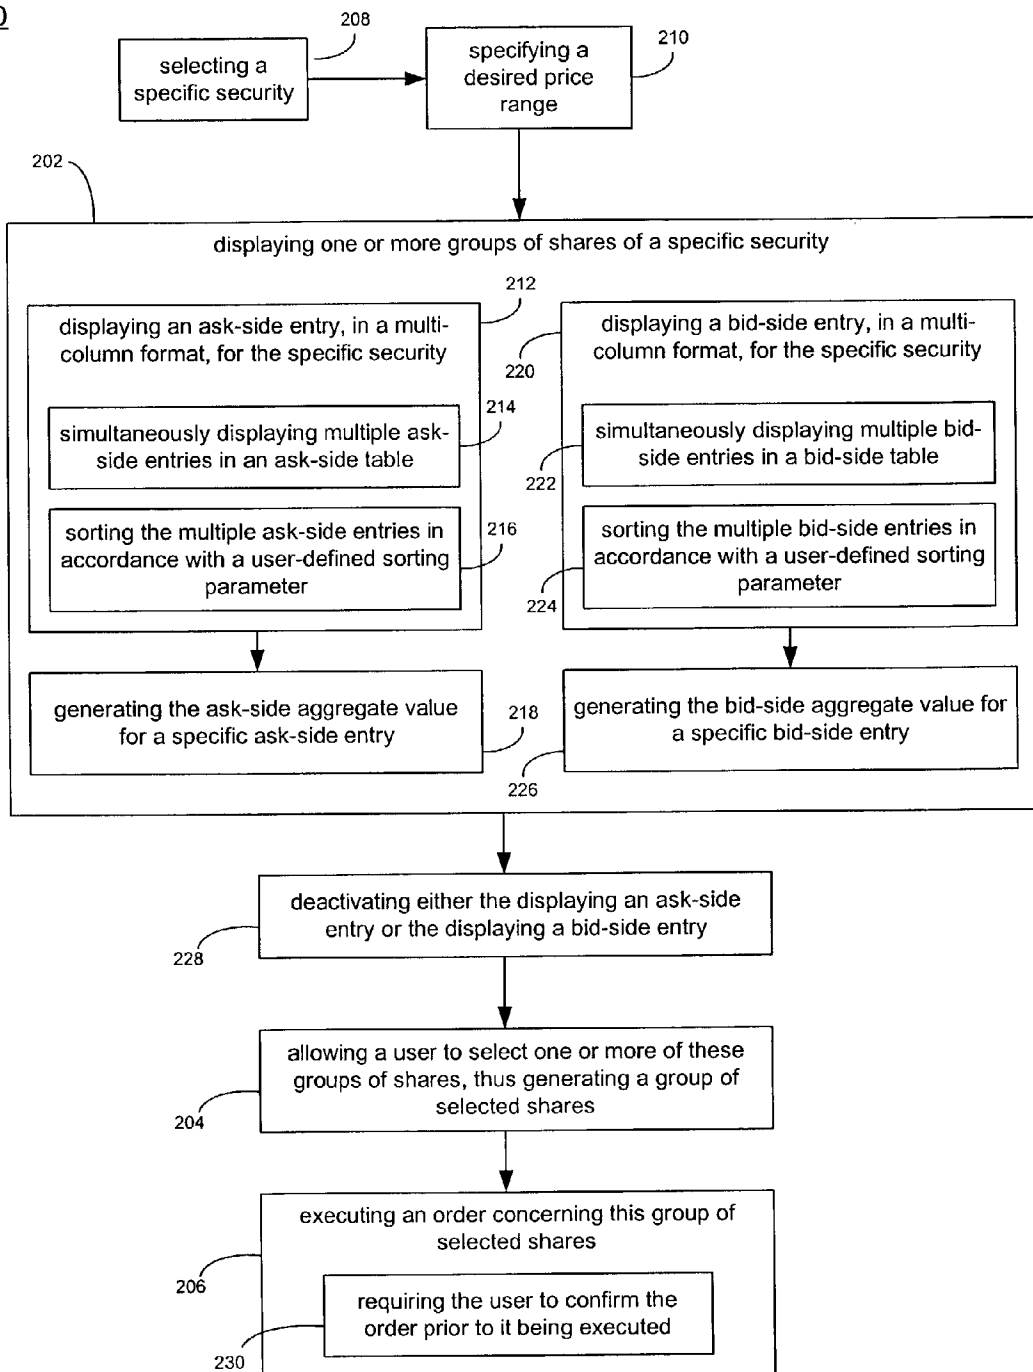 208
210
selecting a
specific security
specifying a
desired price
range
202
displaying one or more groups of shares of a specific security
212
displaying an ask-side entry, in a multi-
column format, for the specific security
displaying a bid-side entry, in a multi-
column format, for the specific security
220
214
simultaneously displaying multiple ask-
side entries in an ask-side table
simultaneously displaying multiple bid-
side entries in a bid-side table
222
216
sorting the multiple ask-side entries in
accordance with a user-defined sorting
parameter
sorting the multiple bid-side entries in
accordance with a user-defined sorting
parameter
224
generating the ask-side aggregate value
for a specific ask-side entry
218
generating the bid-side aggregate value for
a specific bid-side entry
226
deactivating either the displaying an ask-side
entry or the displaying a bid-side entry
228
allowing a user to select one or more of these
groups of shares, thus generating a group of
selected shares
204
executing an order concerning this group of
selected shares
206
requiring the user to confirm the
order prior to it being executed
230